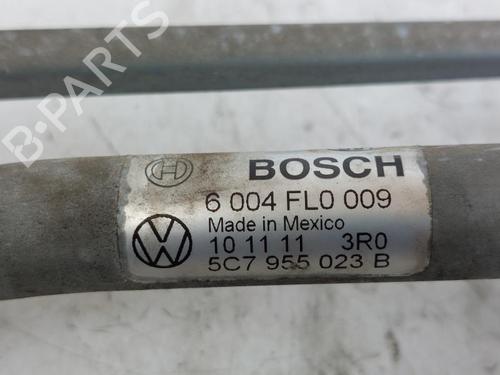 B-PARTS
BOSCH
6 004 FL0 009
Made in Mexico
10 11 11 3R0
5C7 955 023 B